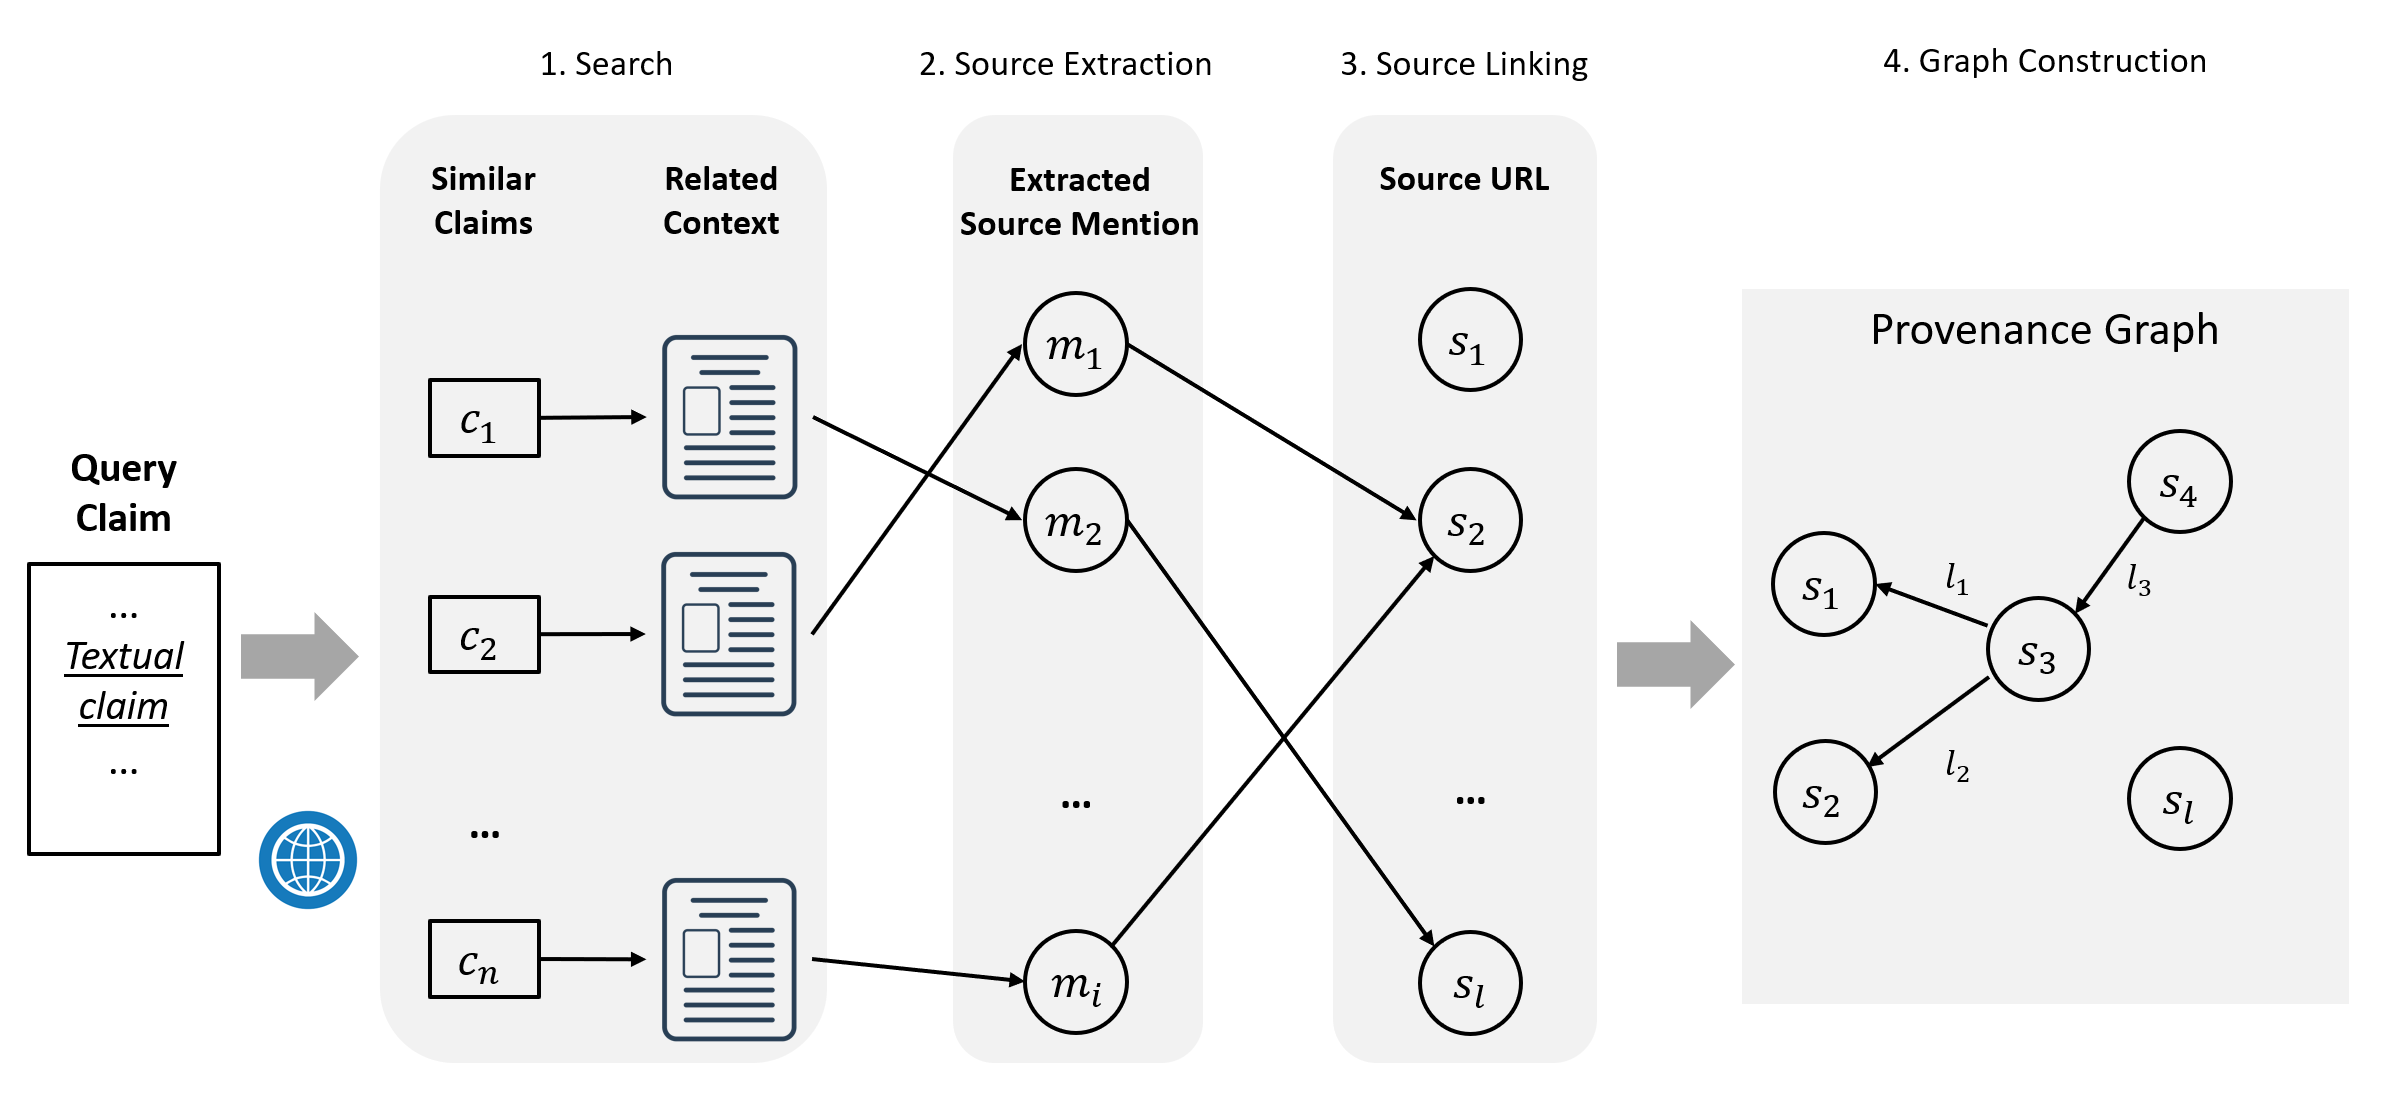 1. Search
2. Source Extraction
3. Source Linking
4. Graph Construction
Query
Claim
...
Textual
claim
...
Similar
Claims
c₁
c₂
...
cₙ
Related
Context
Extracted
Source Mention
m₁
m₂
...
mᵢ
Source URL
s₁
s₂
...
sₗ
Provenance Graph
s₄
s₁
l₁
l₃
s₃
s₂
l₂
sₗ